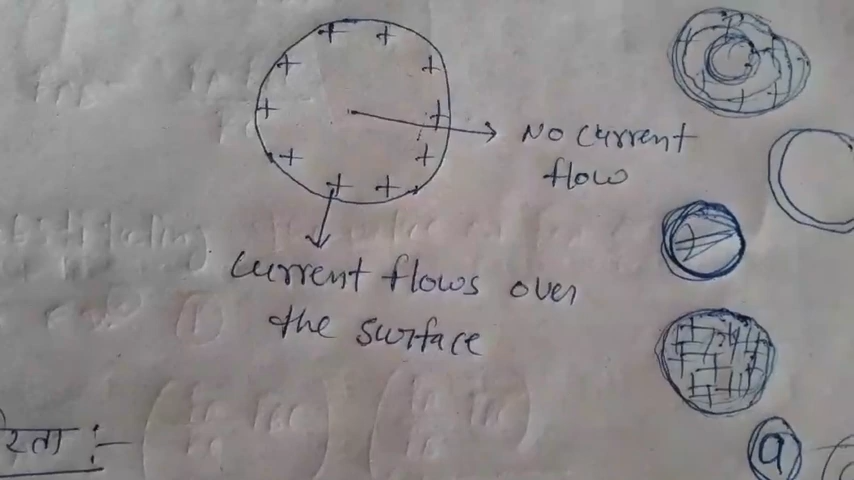 No current
flow
current flows over
the surface
रता :-
a